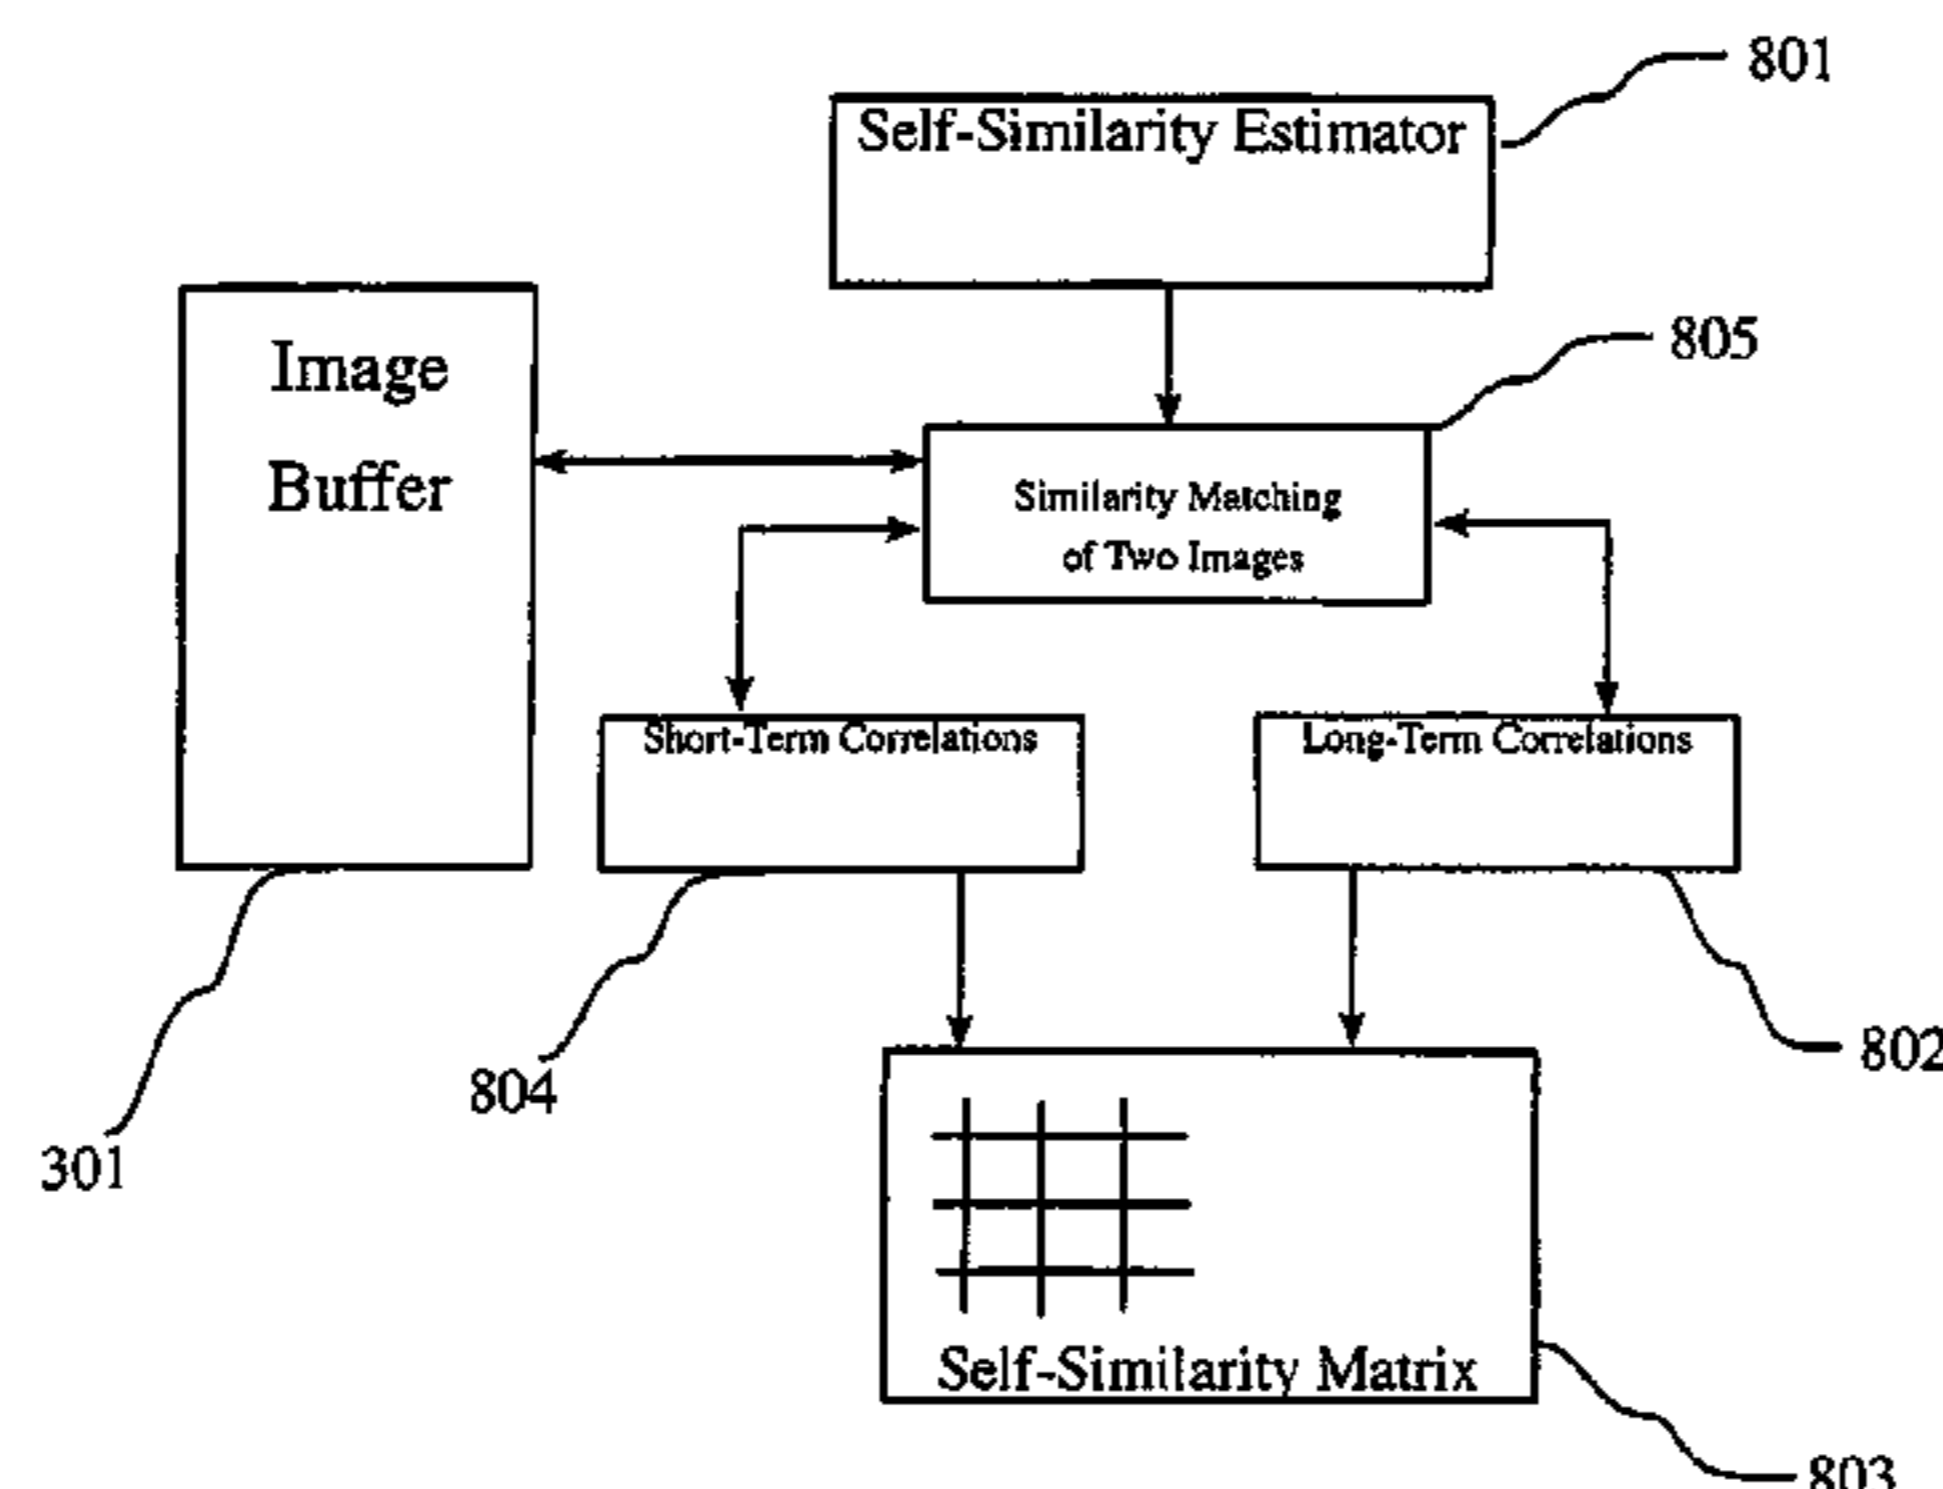 801
Self-Similarity Estimator
805
Image
Buffer
Similarity Matching
of Two Images
Short-Term Correlations
Long-Term Correlations
802
804
301
Self-Similarity Matrix
803